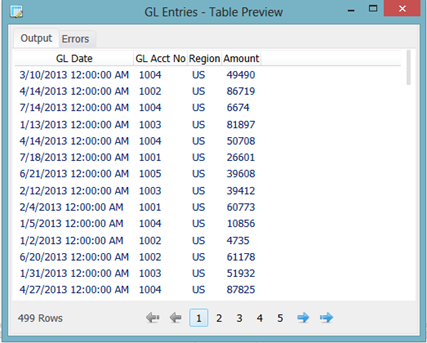 GL Entries - Table Preview
Output Errors
GL Date GL Acct No Region Amount
3/10/2013 12:00:00 AM 1004 US 49490
4/14/2013 12:00:00 AM 1002 US 86719
7/14/2013 12:00:00 AM 1004 US 6674
1/13/2013 12:00:00 AM 1003 US 81897
4/14/2013 12:00:00 AM 1004 US 50708
7/18/2013 12:00:00 AM 1001 US 26601
6/21/2013 12:00:00 AM 1005 US 39608
2/12/2013 12:00:00 AM 1003 US 39412
2/4/2013 12:00:00 AM 1001 US 60773
1/5/2013 12:00:00 AM 1004 US 10856
1/2/2013 12:00:00 AM 1002 US 4735
6/20/2013 12:00:00 AM 1002 US 61178
1/31/2013 12:00:00 AM 1003 US 51932
4/27/2013 12:00:00 AM 1004 US 87825
499 Rows 1 2 3 4 5